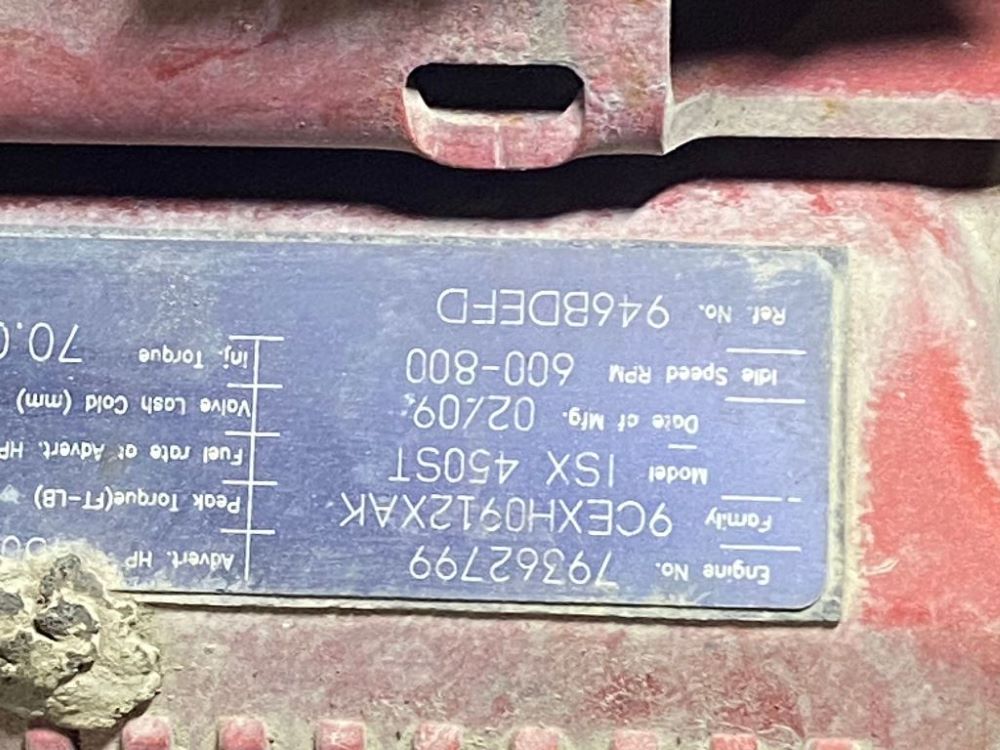 Engine No. 79362799 Advert. HP
Family 9CEXH0912XAK Peak Torque(FT-LB)
Model ISX 450ST Fuel rate at Advert. HP
Date of Mfg. 02/09 Valve Lash Cold (mm)
Idle Speed RPM 600-800 Inj. Torque 70.0
Ref. No. 946BDEFD